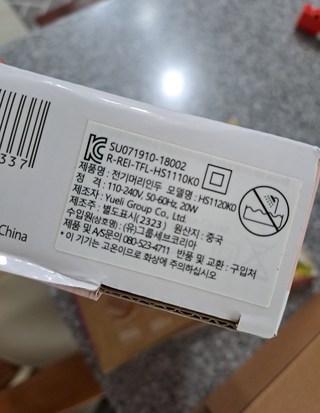 SU071910-18002
R-REI-TFL-HS1110K0
제품명 : 전기머리인두 모델명 : HS1120K0
정 격 : 110-240V, 50-60Hz, 20W
제조자 : Yueli Group Co., Ltd.
제조년월 : 별도표시(2323) 원산지 : 중국
수입원(상호명) : (유)그룹세브코리아
제품 및 A/S문의 080-523-4711 반품 및 교환 : 구입처
* 이 기기는 고온이므로 화상에 주의하십시오
337
China